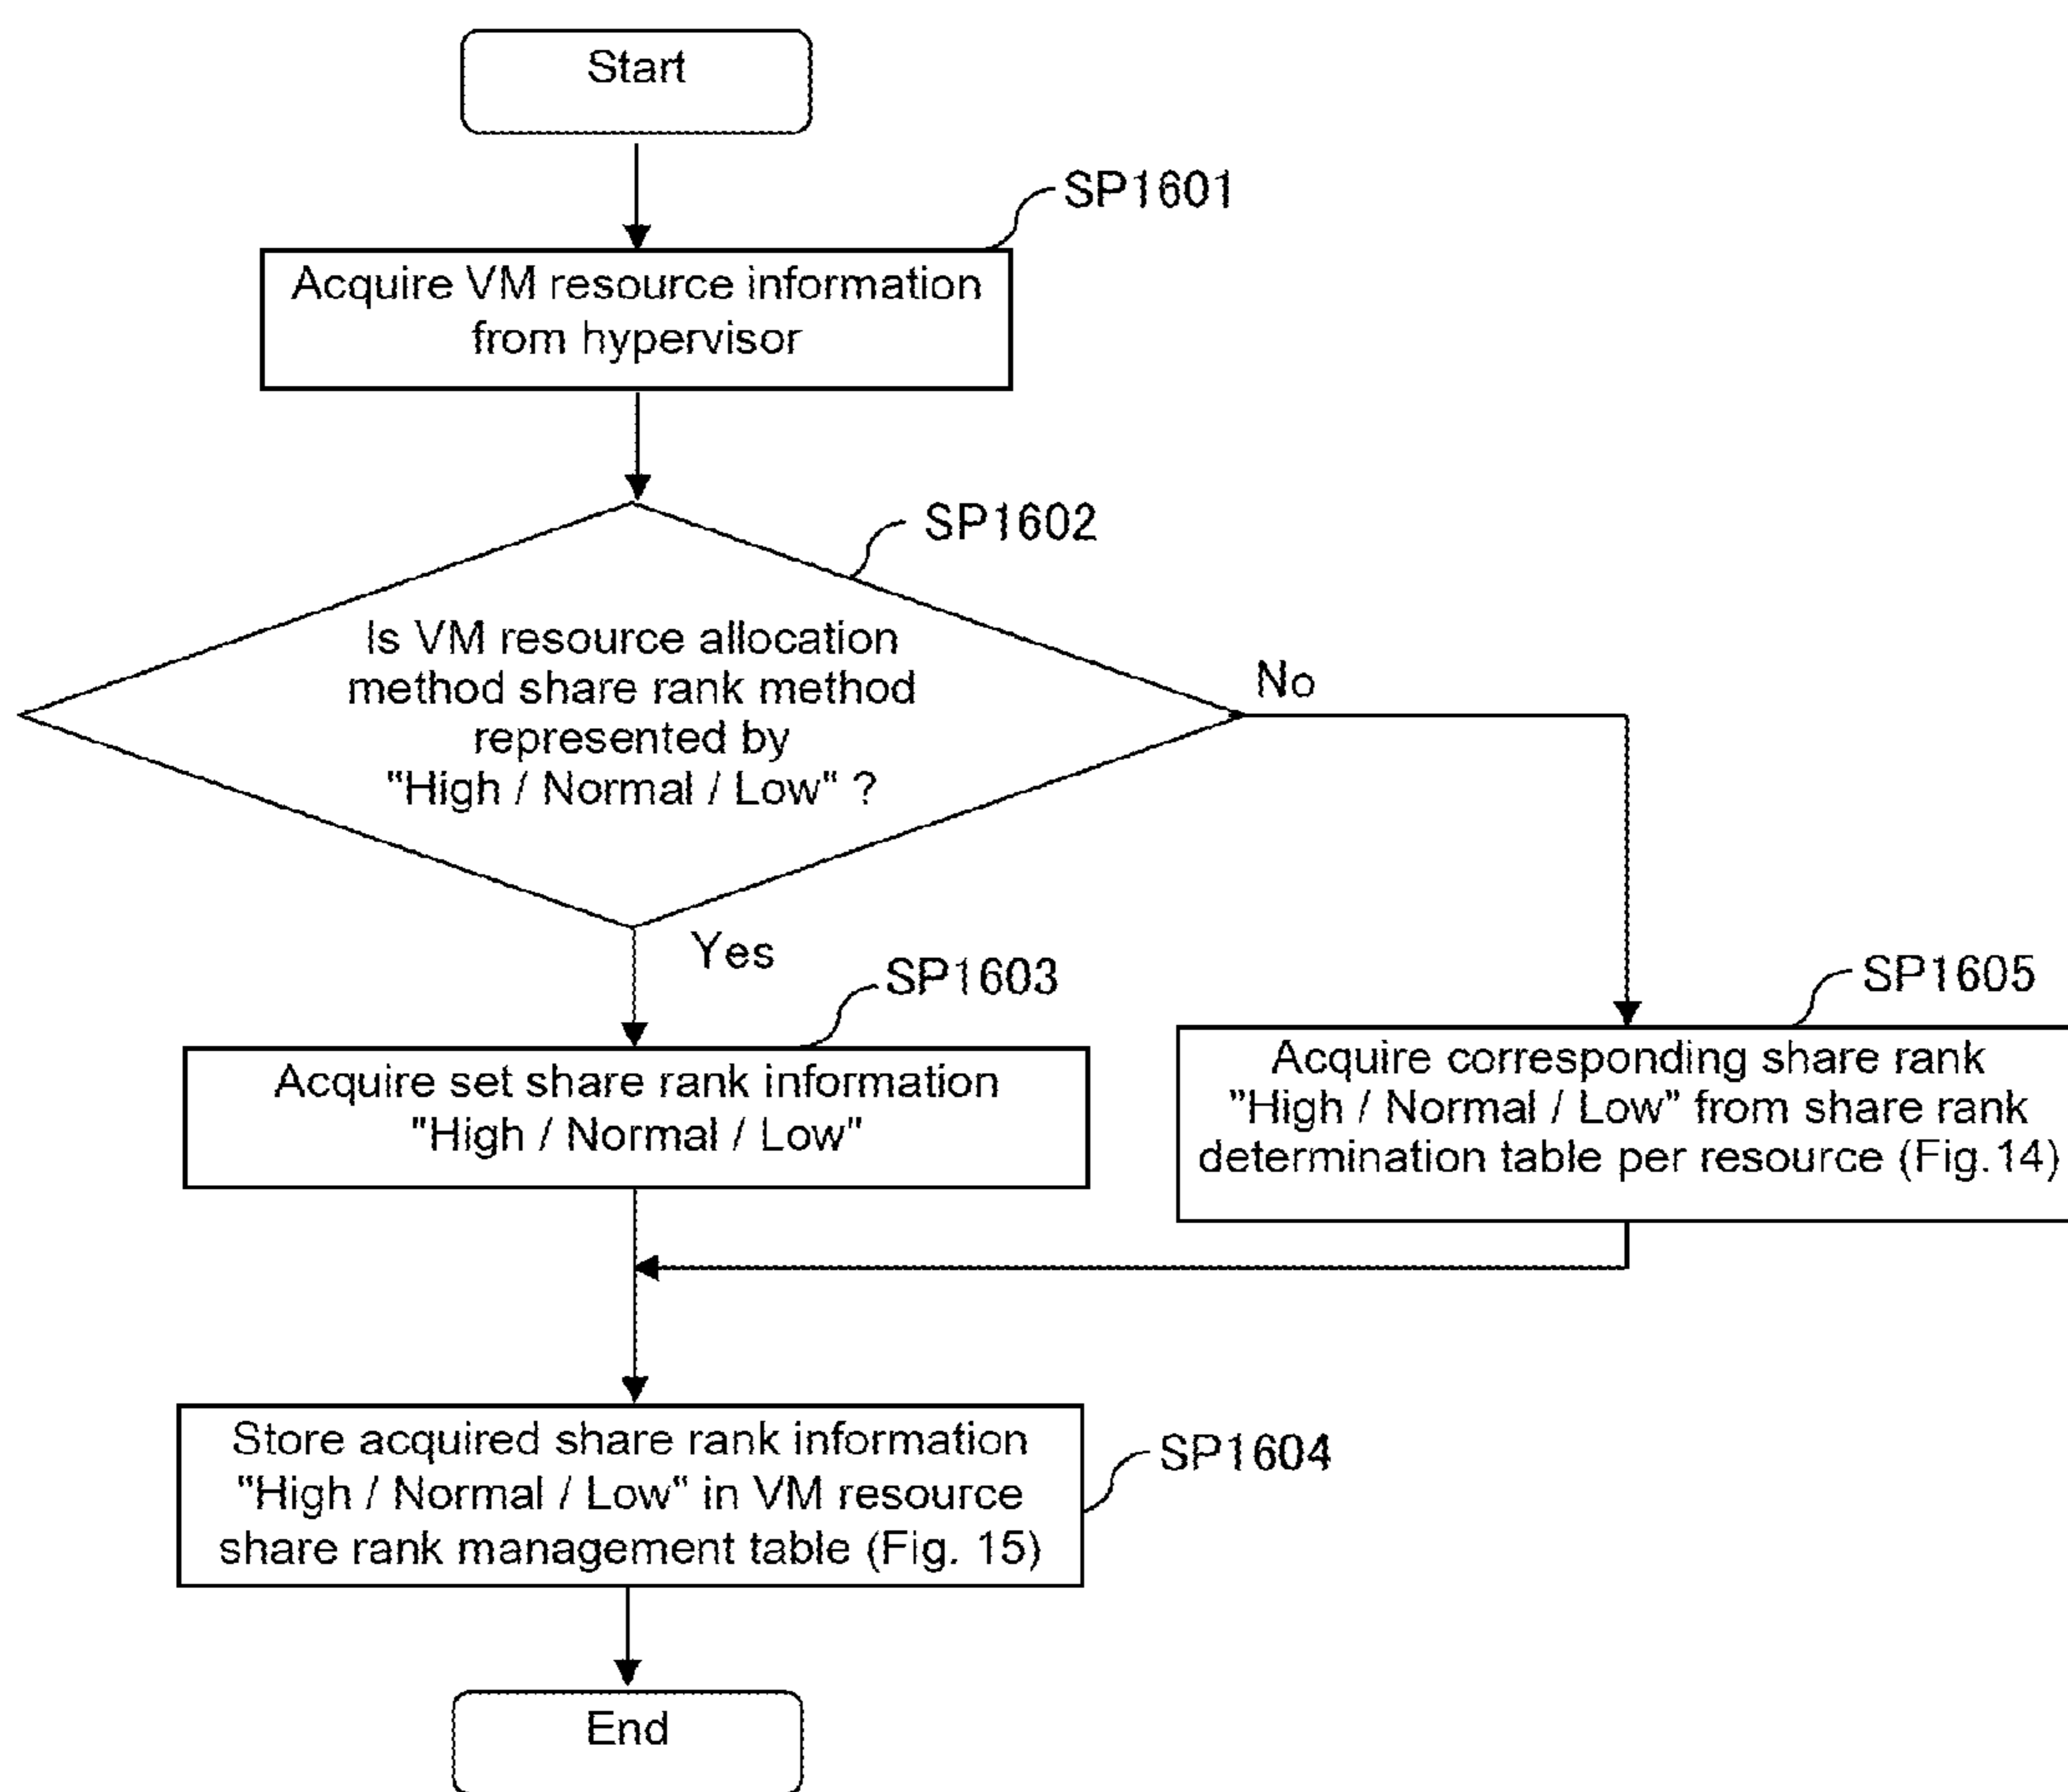 Start
SP1601
Acquire VM resource information
from hypervisor
SP1602
Is VM resource allocation
method share rank method
represented by
"High / Normal / Low" ?
No
Yes
SP1603
Acquire set share rank information
"High / Normal / Low"
SP1605
Acquire corresponding share rank
"High / Normal / Low" from share rank
determination table per resource (Fig.14)
Store acquired share rank information
"High / Normal / Low" in VM resource
share rank management table (Fig. 15)
SP1604
End